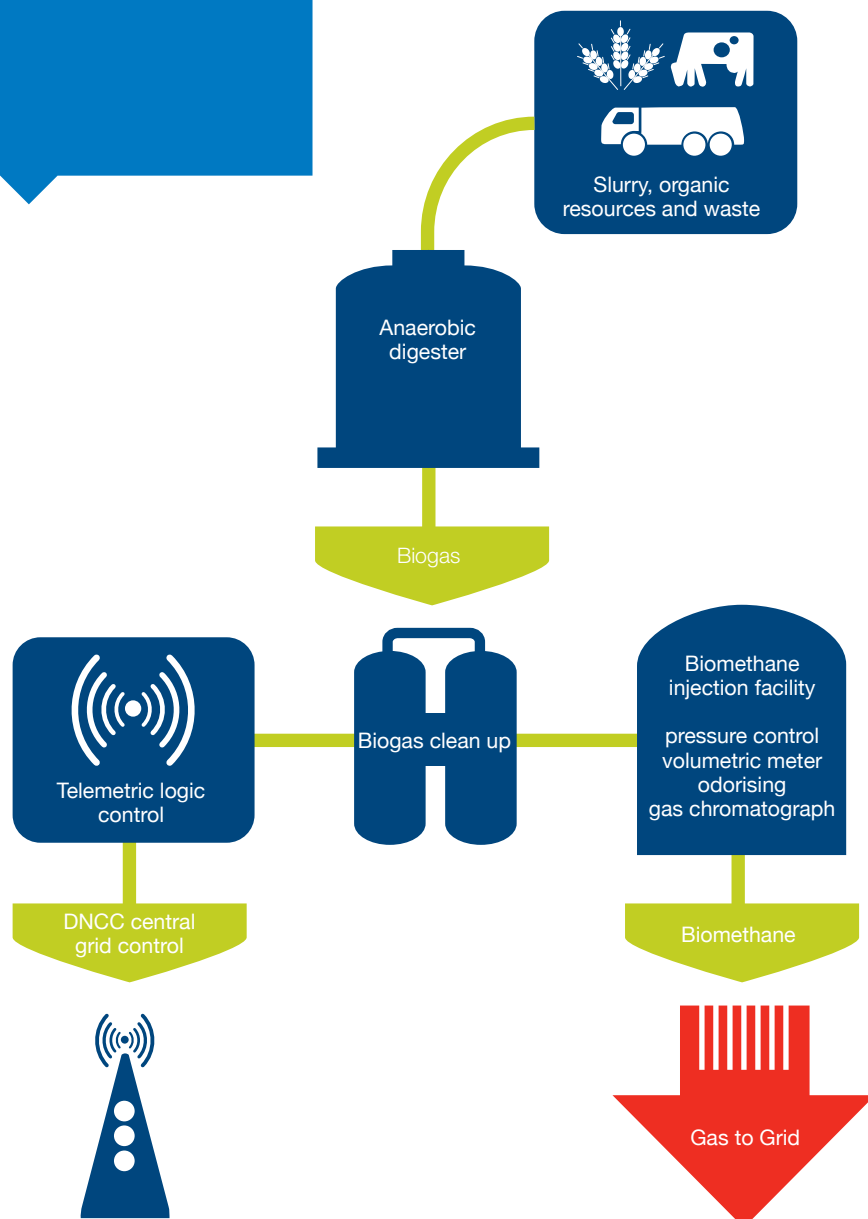 Slurry, organic
resources and waste
Anaerobic
digester
Biogas
Telemetric logic
control
Biogas clean up
Biomethane
injection facility
pressure control
volumetric meter
odorising
gas chromatograph
DNCC central
grid control
Biomethane
Gas to Grid